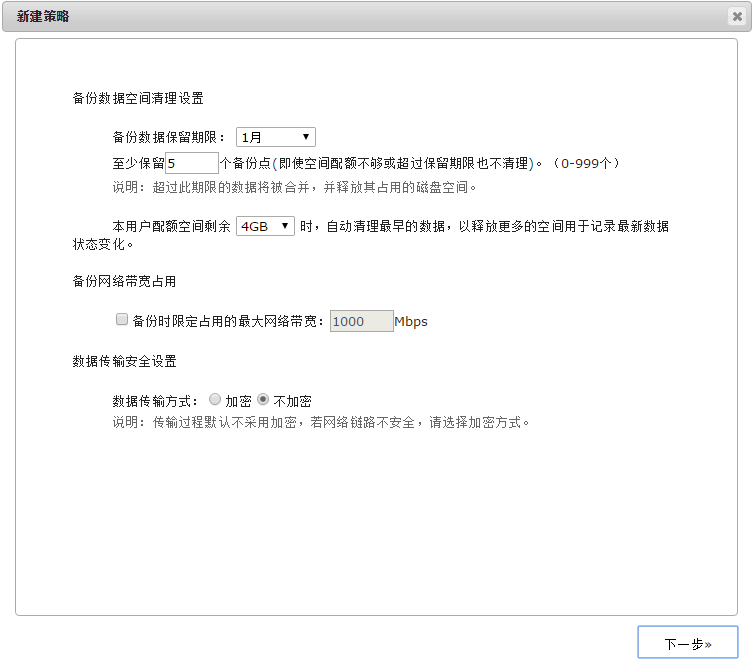 新建策略
备份数据空间清理设置
备份数据保留期限： 1月
至少保留5个备份点(即使空间配额不够或超过保留期限也不清理)。（0-999个）
说明：超过此期限的数据将被合并，并释放其占用的磁盘空间。
本用户配额空间剩余 4GB 时，自动清理最早的数据，以释放更多的空间用于记录最新数据
状态变化。
备份网络带宽占用
备份时限定占用的最大网络带宽：1000Mbps
数据传输安全设置
数据传输方式： 加密 不加密
说明：传输过程默认不采用加密，若网络链路不安全，请选择加密方式。
下一步»